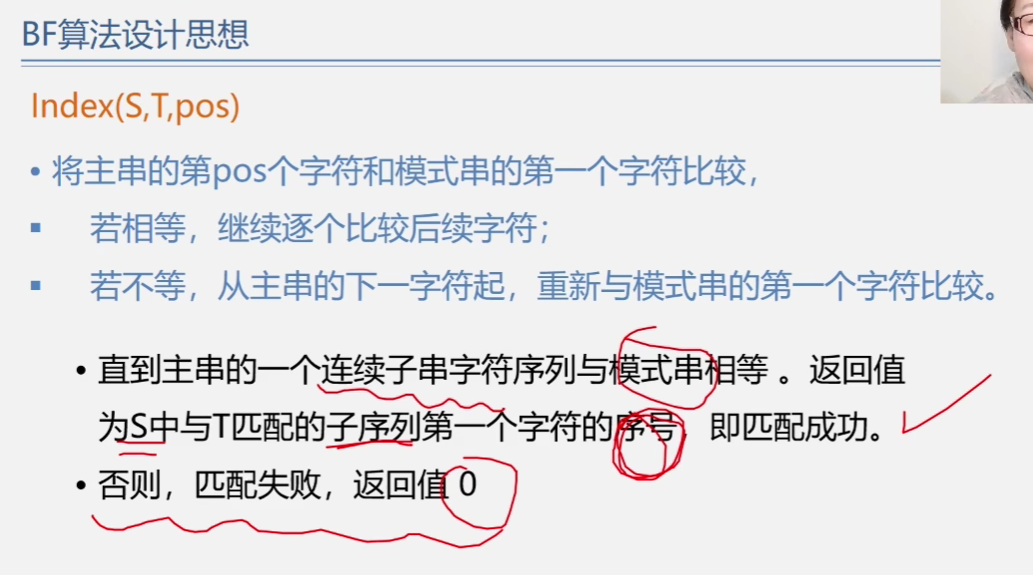 BF算法设计思想
Index(S,T,pos)
• 将主串的第pos个字符和模式串的第一个字符比较,
▪ 若相等，继续逐个比较后续字符；
▪ 若不等，从主串的下一字符起，重新与模式串的第一个字符比较。
• 直到主串的一个连续子串字符序列与模式串相等 。返回值
为S中与T匹配的子序列第一个字符的序号，即匹配成功。
• 否则，匹配失败，返回值 0